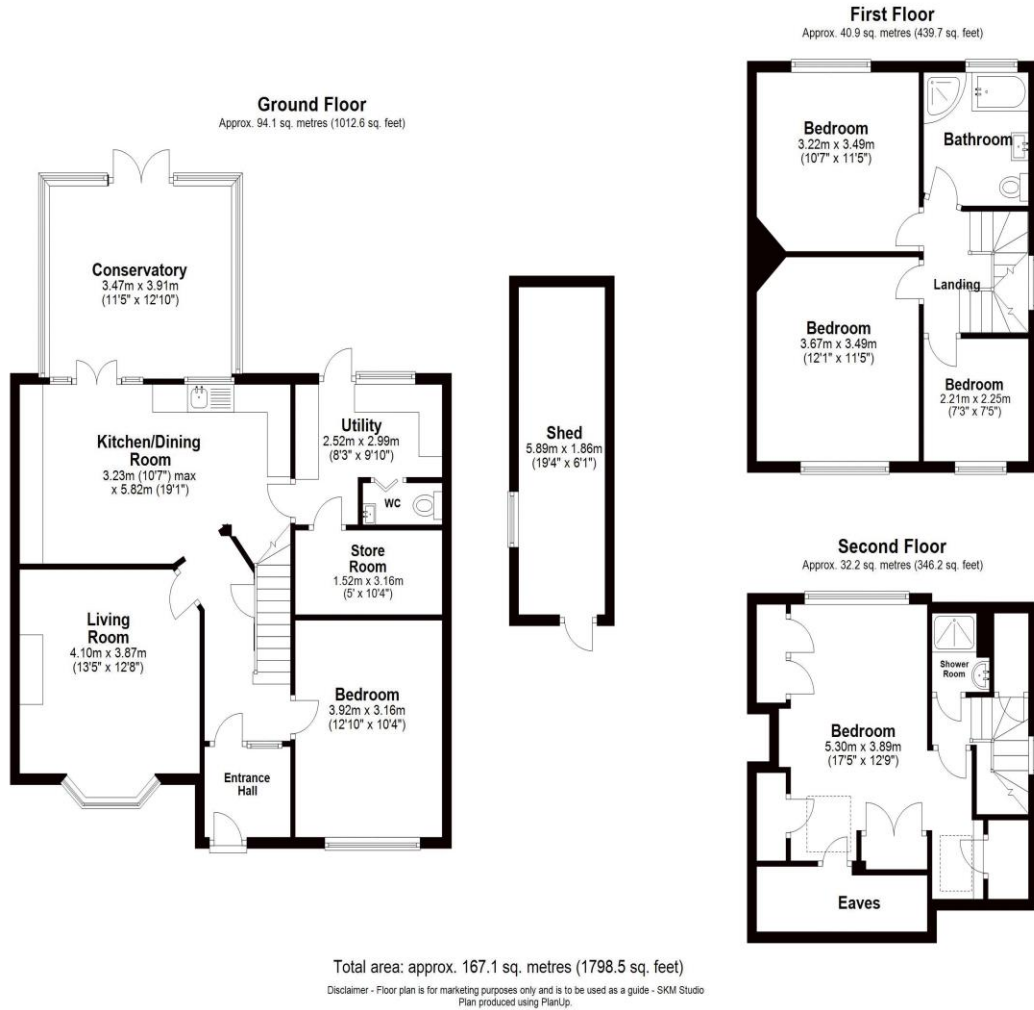 Ground Floor
Approx. 94.1 sq. metres (1012.6 sq. feet)
Conservatory
3.47m x 3.91m
(11'5" x 12'10")
Kitchen/Dining
Room
3.23m (10'7") max
x 5.82m (19'1")
Utility
2.52m x 2.99m
(8'3" x 9'10")
WC
Store
Room
1.52m x 3.16m
(5' x 10'4")
Living
Room
4.10m x 3.87m
(13'5" x 12'8")
Bedroom
3.92m x 3.16m
(12'10" x 10'4")
Entrance
Hall
Shed
5.89m x 1.86m
(19'4" x 6'1")
First Floor
Approx. 40.9 sq. metres (439.7 sq. feet)
Bedroom
3.22m x 3.49m
(10'7" x 11'5")
Bathroom
Landing
Bedroom
3.67m x 3.49m
(12'1" x 11'5")
Bedroom
2.21m x 2.25m
(7'3" x 7'5")
Second Floor
Approx. 32.2 sq. metres (346.2 sq. feet)
Shower
Room
Bedroom
5.30m x 3.89m
(17'5" x 12'9")
Eaves
Total area: approx. 167.1 sq. metres (1798.5 sq. feet)
Disclaimer - Floor plan is for marketing purposes only and is to be used as a guide - SKM Studio
Plan produced using PlanUp.